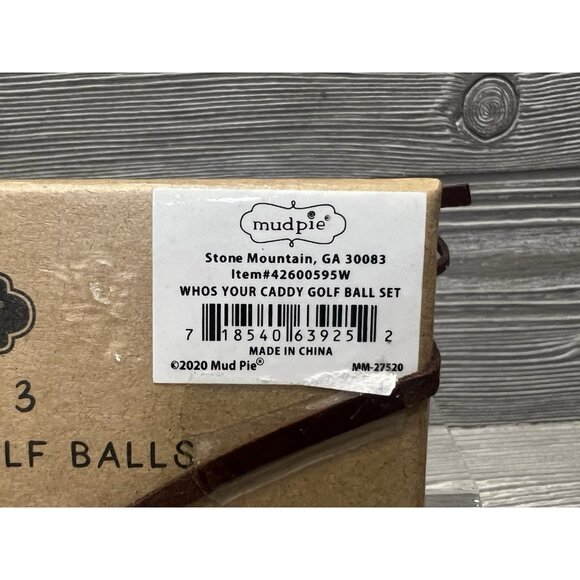 mudpie®
Stone Mountain, GA 30083
Item#42600595W
WHOS YOUR CADDY GOLF BALL SET
7 18540 63925 2
MADE IN CHINA
©2020 Mud Pie® MM-27520
3
LF BALLS